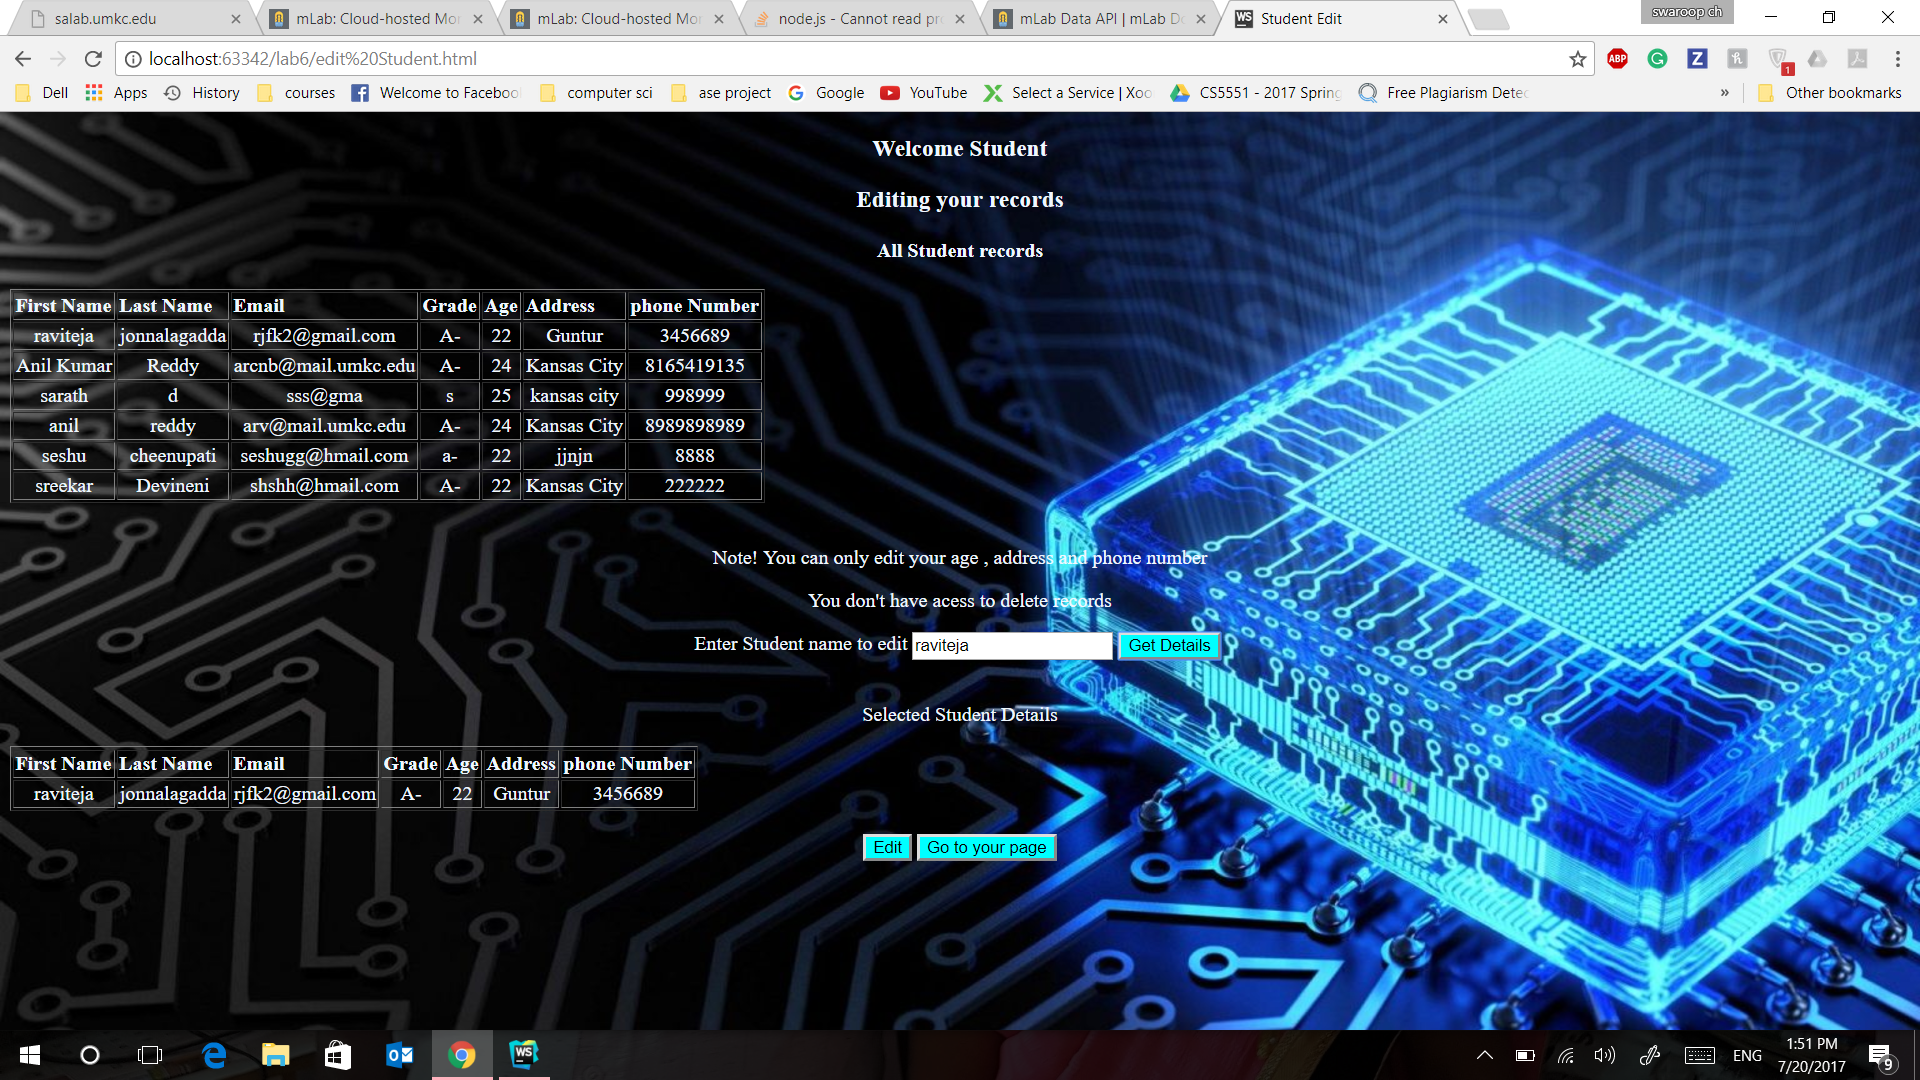 salab.umkc.edu
mLab: Cloud-hosted Mon
mLab: Cloud-hosted Mon
node.js - Cannot read pro
mLab Data API | mLab Do
Student Edit
swaroop ch
localhost:63342/lab6/edit%20Student.html
ABP
1
Dell
Apps
History
courses
Welcome to Faceboo
computer sci
ase project
Google
YouTube
Select a Service | Xoo
CS5551 - 2017 Spring
Free Plagiarism Detec
»
Other bookmarks
Welcome Student
Editing your records
All Student records
First Name Last Name Email Grade Age Address phone Number
raviteja jonnalagadda rjfk2@gmail.com A- 22 Guntur 3456689
Anil Kumar Reddy arcnb@mail.umkc.edu A- 24 Kansas City 8165419135
sarath d sss@gma s 25 kansas city 998999
anil reddy arv@mail.umkc.edu A- 24 Kansas City 8989898989
seshu cheenupati seshugg@hmail.com a- 22 jjnjn 8888
sreekar Devineni shshh@hmail.com A- 22 Kansas City 222222
Note! You can only edit your age , address and phone number
You don't have acess to delete records
Enter Student name to edit raviteja Get Details
Selected Student Details
First Name Last Name Email Grade Age Address phone Number
raviteja jonnalagadda rjfk2@gmail.com A- 22 Guntur 3456689
Edit Go to your page
WS
ENG
1:51 PM
7/20/2017
9